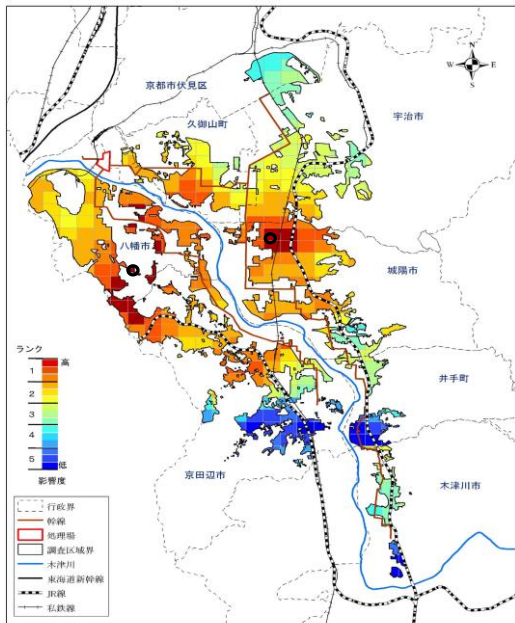 N
W E
S
京都市伏見区
宇治市
久御山町
八幡市
城陽市
井手町
京田辺市
木津川市
ランク
高
1
2
3
4
5
低
影響度
行政界
幹線
処理場
調査区域界
木津川
東海道新幹線
JR線
私鉄線